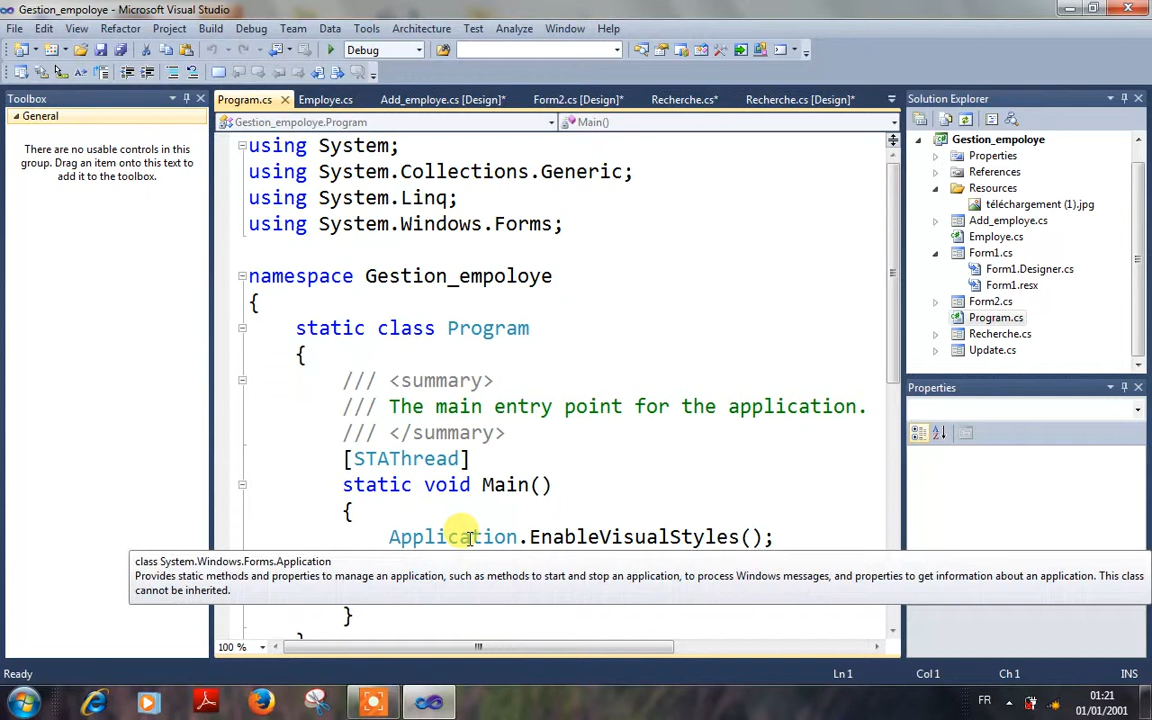 Gestion_empoloye - Microsoft Visual Studio
File Edit View Refactor Project Build Debug Team Data Tools Architecture Test Analyze Window Help
Debug
Toolbox
General
There are no usable controls in this
group. Drag an item onto this text to
add it to the toolbox.
Program.cs Employe.cs Add_employe.cs [Design]* Form2.cs [Design]* Recherche.cs* Recherche.cs [Design]*
Gestion_empoloye.Program Main()
using System;
using System.Collections.Generic;
using System.Linq;
using System.Windows.Forms;
namespace Gestion_empoloye
{
static class Program
{
/// <summary>
/// The main entry point for the application.
/// </summary>
[STAThread]
static void Main()
{
Application.EnableVisualStyles();
class System.Windows.Forms.Application
Provides static methods and properties to manage an application, such as methods to start and stop an application, to process Windows messages, and properties to get information about an application. This class
cannot be inherited.
}
100 %
Solution Explorer
Gestion_empoloye
Properties
References
Resources
téléchargement (1).jpg
Add_employe.cs
Employe.cs
Form1.cs
Form1.Designer.cs
Form1.resx
Form2.cs
Program.cs
Recherche.cs
Update.cs
Properties
Ready Ln 1 Col 1 Ch 1 INS
FR
01:21
01/01/2001